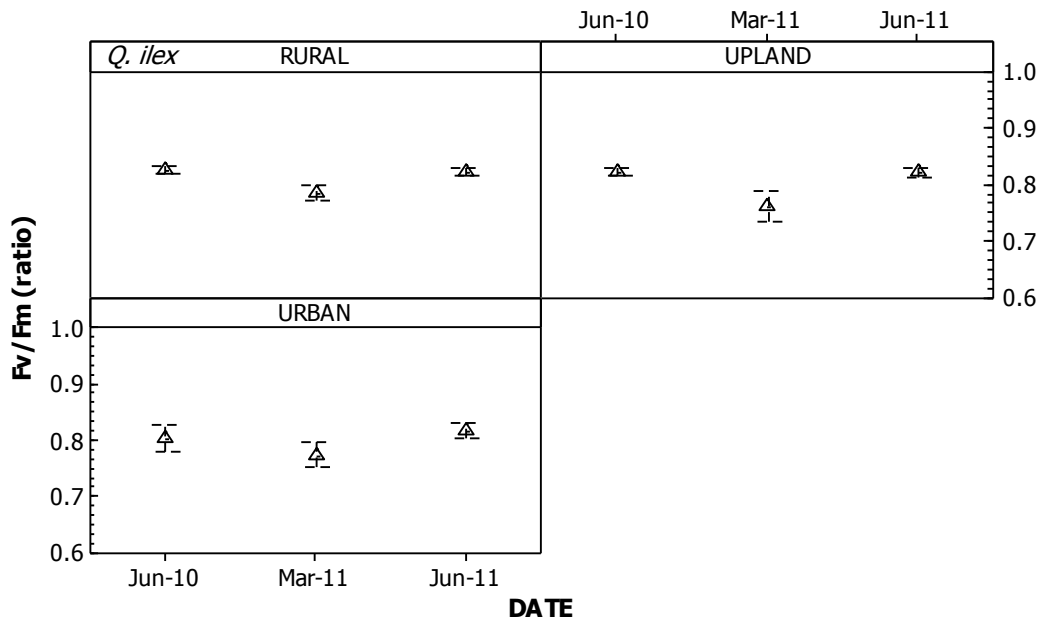 Jun-10 Mar-11 Jun-11
Q. ilex RURAL UPLAND
1.0
0.9
0.8
0.7
0.6
Fv/Fm (ratio)
URBAN
1.0
0.9
0.8
0.7
0.6
Jun-10 Mar-11 Jun-11
DATE